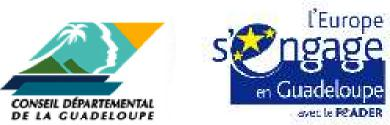 CONSEIL DÉPARTEMENTAL
DE LA GUADELOUPE
l'Europe
s'engage
en Guadeloupe
avec le FEADER